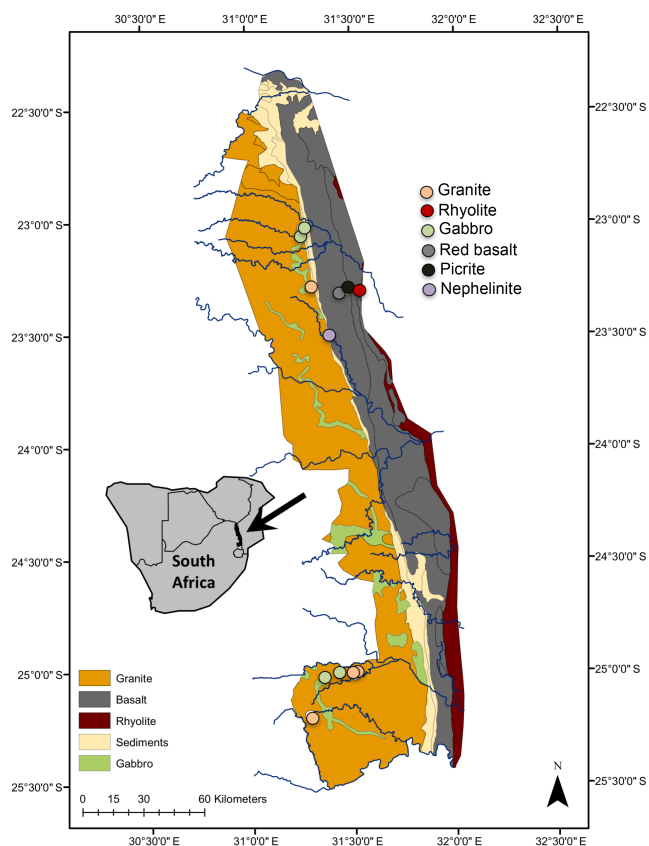 30°30'0" E 31°0'0" E 31°30'0" E 32°0'0" E 32°30'0" E
22°30'0" S
22°30'0" S
Granite
Rhyolite
Gabbro
Red basalt
Picrite
Nephelinite
23°0'0" S
23°0'0" S
23°30'0" S
23°30'0" S
24°0'0" S
24°0'0" S
South
Africa
24°30'0" S
24°30'0" S
25°0'0" S
25°0'0" S
Granite
Basalt
Rhyolite
Sediments
Gabbro
25°30'0" S
25°30'0" S
0 15 30 60 Kilometers
N
30°30'0" E 31°0'0" E 31°30'0" E 32°0'0" E 32°30'0" E